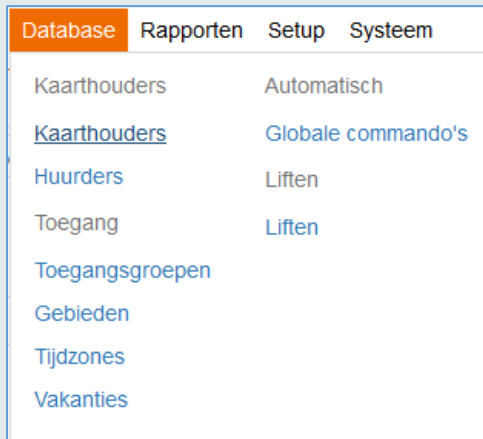 Database Rapporten Setup Systeem
Kaarthouders
Kaarthouders
Huurders
Toegang
Toegangsgroepen
Gebieden
Tijdzones
Vakanties
Automatisch
Globale commando's
Liften
Liften